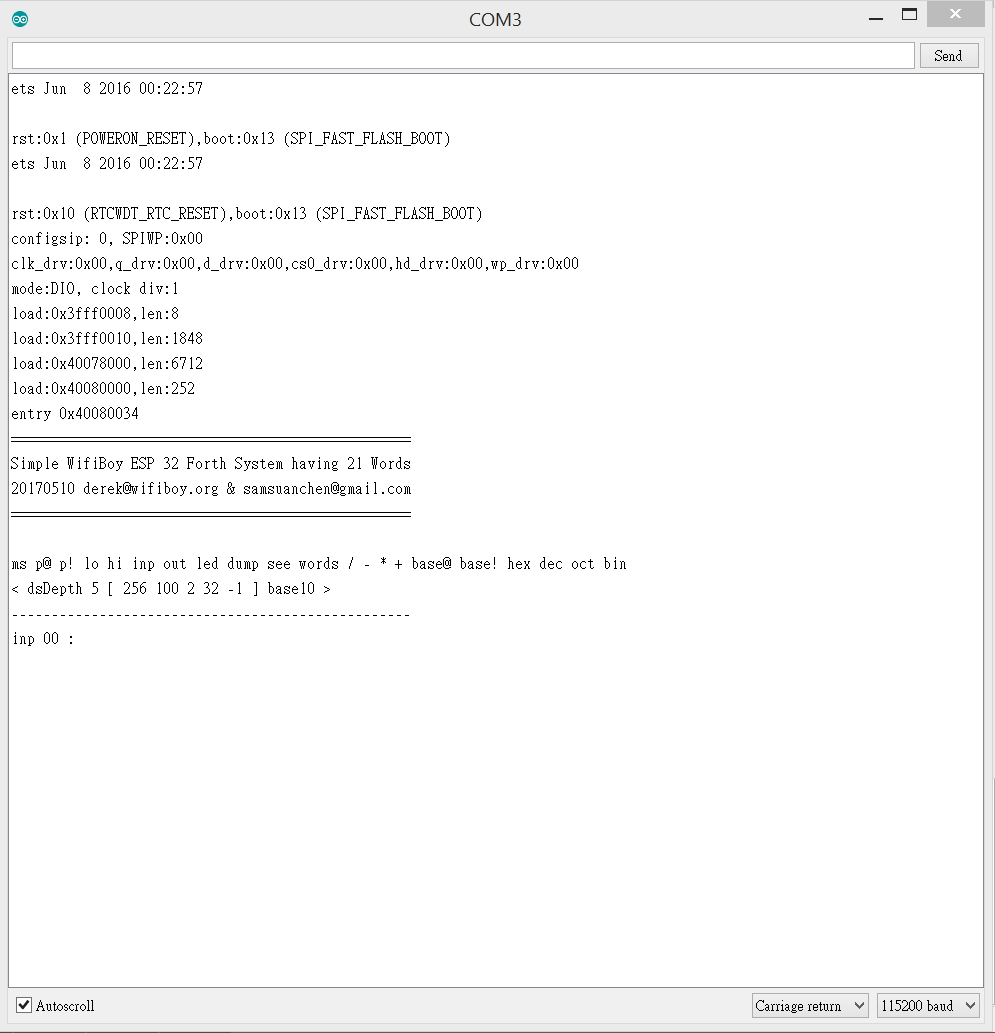 COM3
Send
ets Jun  8 2016 00:22:57
rst:0x1 (POWERON_RESET),boot:0x13 (SPI_FAST_FLASH_BOOT)
ets Jun  8 2016 00:22:57
rst:0x10 (RTCWDT_RTC_RESET),boot:0x13 (SPI_FAST_FLASH_BOOT)
configsip: 0, SPIWP:0x00
clk_drv:0x00,q_drv:0x00,d_drv:0x00,cs0_drv:0x00,hd_drv:0x00,wp_drv:0x00
mode:DIO, clock div:1
load:0x3fff0008,len:8
load:0x3fff0010,len:1848
load:0x40078000,len:6712
load:0x40080000,len:252
entry 0x40080034
==================================================
Simple WifiBoy ESP 32 Forth System having 21 Words
20170510 derek@wifiboy.org & samsuanchen@gmail.com
==================================================
ms p@ p! lo hi inp out led dump see words / - * + base@ base! hex dec oct bin
< dsDepth 5 [ 256 100 2 32 -1 ] base10 >
--------------------------------------------------
inp 00 :
Autoscroll
Carriage return
115200 baud